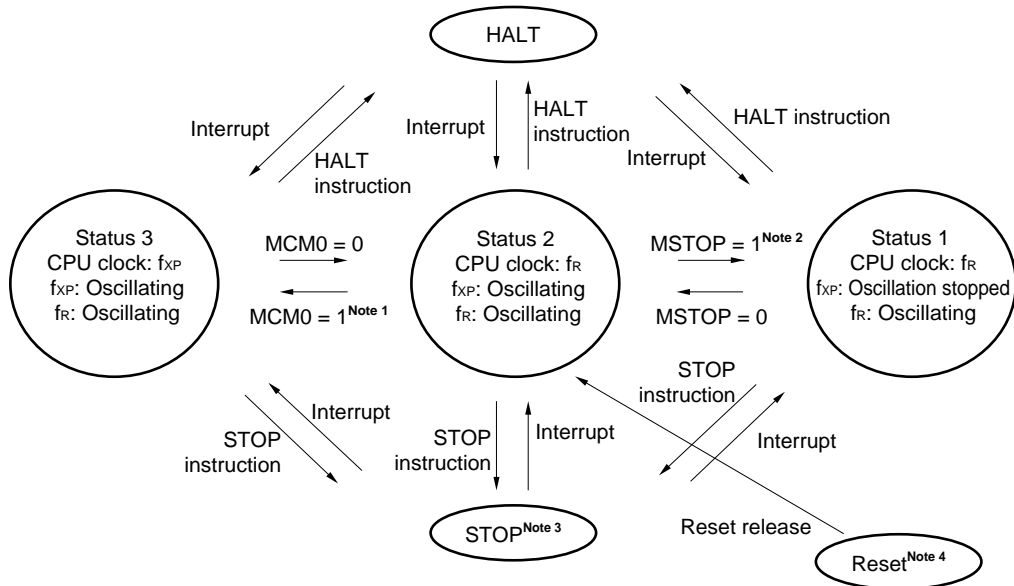 HALT
Interrupt
HALT
instruction
Interrupt
HALT
instruction
HALT instruction
Interrupt
Status 3
CPU clock: fXP
fXP: Oscillating
fR: Oscillating
MCM0 = 0
MCM0 = 1Note 1
Status 2
CPU clock: fR
fXP: Oscillating
fR: Oscillating
MSTOP = 1Note 2
MSTOP = 0
Status 1
CPU clock: fR
fXP: Oscillation stopped
fR: Oscillating
Interrupt
STOP
instruction
STOP
instruction
Interrupt
STOP
instruction
Interrupt
STOPNote 3
Reset release
ResetNote 4